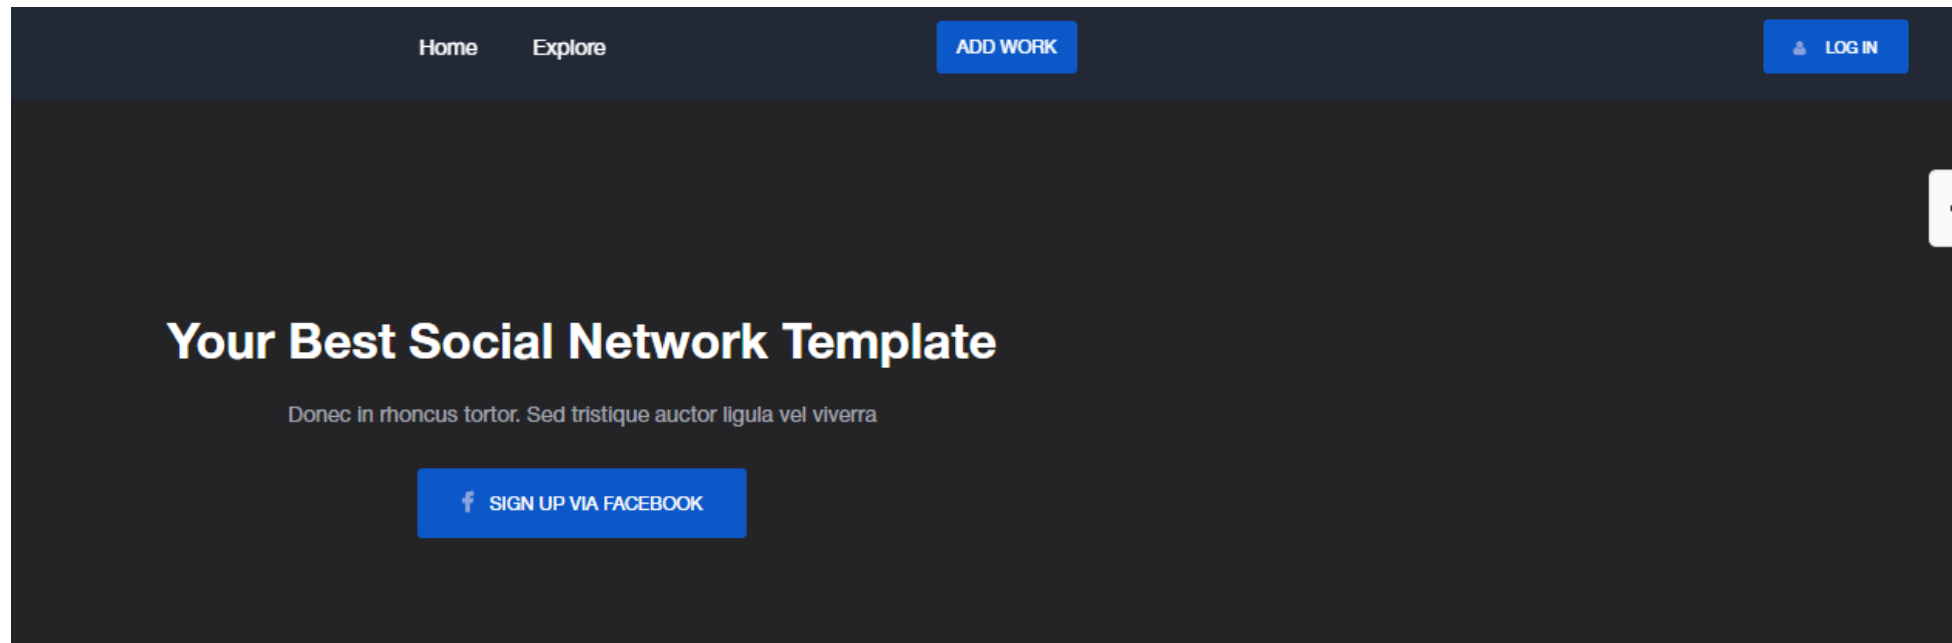 Home Explore ADD WORK LOG IN
Your Best Social Network Template
Donec in rhoncus tortor. Sed tristique auctor ligula vel viverra
SIGN UP VIA FACEBOOK